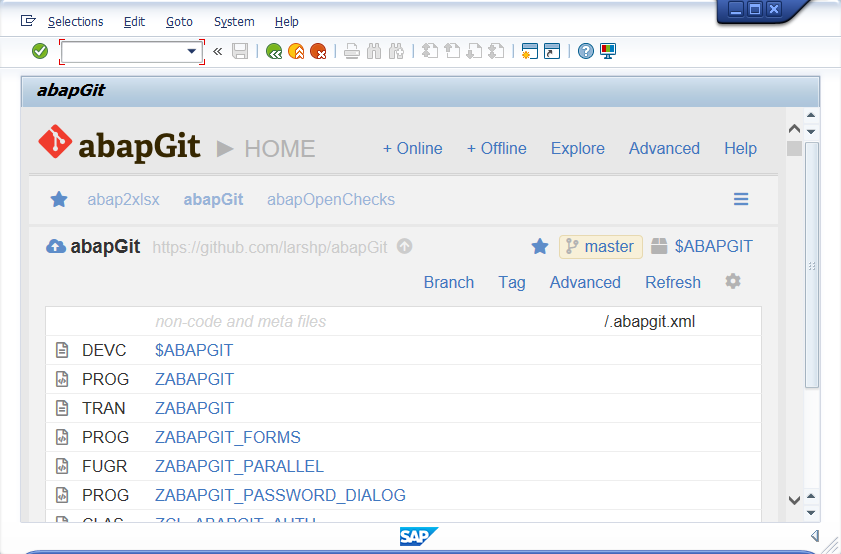 Selections Edit Goto System Help
abapGit
abapGit HOME + Online + Offline Explore Advanced Help
abap2xlsx abapGit abapOpenChecks
abapGit https://github.com/larshp/abapGit master $ABAPGIT
Branch Tag Advanced Refresh
non-code and meta files /.abapgit.xml
DEVC $ABAPGIT
PROG ZABAPGIT
TRAN ZABAPGIT
PROG ZABAPGIT_FORMS
FUGR ZABAPGIT_PARALLEL
PROG ZABAPGIT_PASSWORD_DIALOG
CLAS ZCL_ABAPGIT_AUTH
SAP